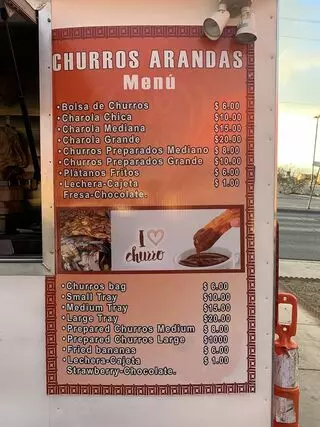 CHURROS ARANDAS
Menú
• Bolsa de Churros $ 6.00
• Charola Chica $10.00
• Charola Mediana $15.00
• Charola Grande $20.00
• Churros Preparados Mediano $ 8.00
• Churros Preparados Grande $10.00
• Plátanos Fritos $ 6.00
• Lechera-Cajeta $ 1.00
Fresa-Chocolate.
I ♡
churro
• Churros bag $ 6.00
• Small Tray $10.00
• Medium Tray $15.00
• Large Tray $20.00
• Prepared Churros Medium $ 8.00
• Prepared Churros Large $1000
• Fried bananas $ 6.00
• Lechera-Cajeta $ 1.00
Strawberry-Chocolate.